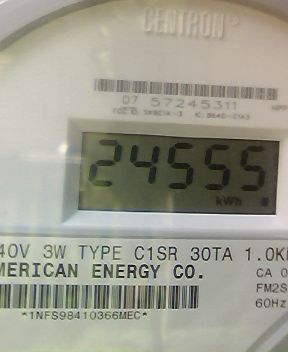 CENTRON®
07 57245311
24555
kWh
40V 3W TYPE C1SR 30TA 1.0K
MERICAN ENERGY CO.
CA 0
FM2S
60Hz
*1NFS98410366MEC*